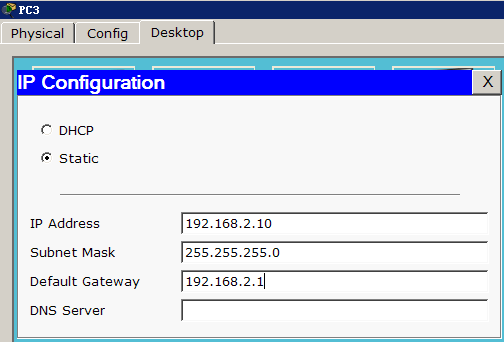 PC3
Physical Config Desktop
IP Configuration X
DHCP
Static
IP Address 192.168.2.10
Subnet Mask 255.255.255.0
Default Gateway 192.168.2.1
DNS Server